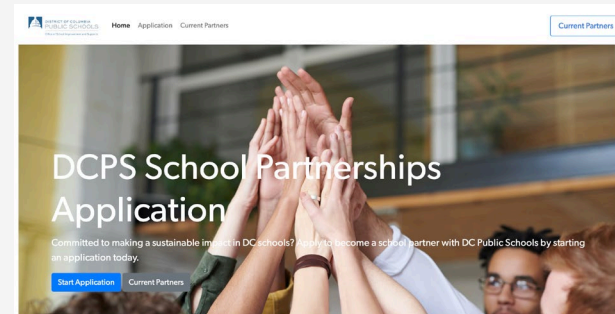 DISTRICT OF COLUMBIA
PUBLIC SCHOOLS
Home Application Current Partners
Current Partners
DCPS School Partnerships
Application
Committed to making a sustainable impact in DC schools? Apply to become a school partner with DC Public Schools by starting
an application today.
Start Application Current Partners